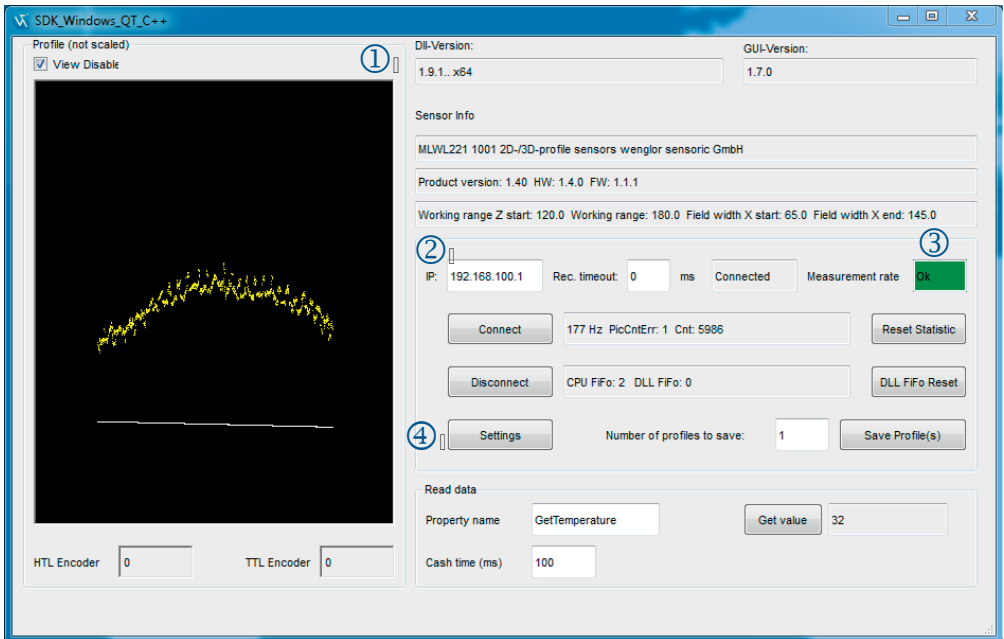 SDK_Windows_QT_C++
Profile (not scaled)
View Disable
①
Dll-Version:
GUI-Version:
1.9.1.. x64
1.7.0
Sensor Info
MLWL221 1001 2D-/3D-profile sensors wenglor sensoric GmbH
Product version: 1.40 HW: 1.4.0 FW: 1.1.1
Working range Z start: 120.0 Working range: 180.0 Field width X start: 65.0 Field width X end: 145.0
②
③
IP: 192.168.100.1 Rec. timeout: 0 ms Connected Measurement rate Ok
Connect 177 Hz PicCntErr: 1 Cnt: 5986 Reset Statistic
Disconnect CPU FiFo: 2 DLL FiFo: 0 DLL FiFo Reset
④ Settings Number of profiles to save: 1 Save Profile(s)
Read data
Property name GetTemperature Get value 32
Cash time (ms) 100
HTL Encoder 0 TTL Encoder 0